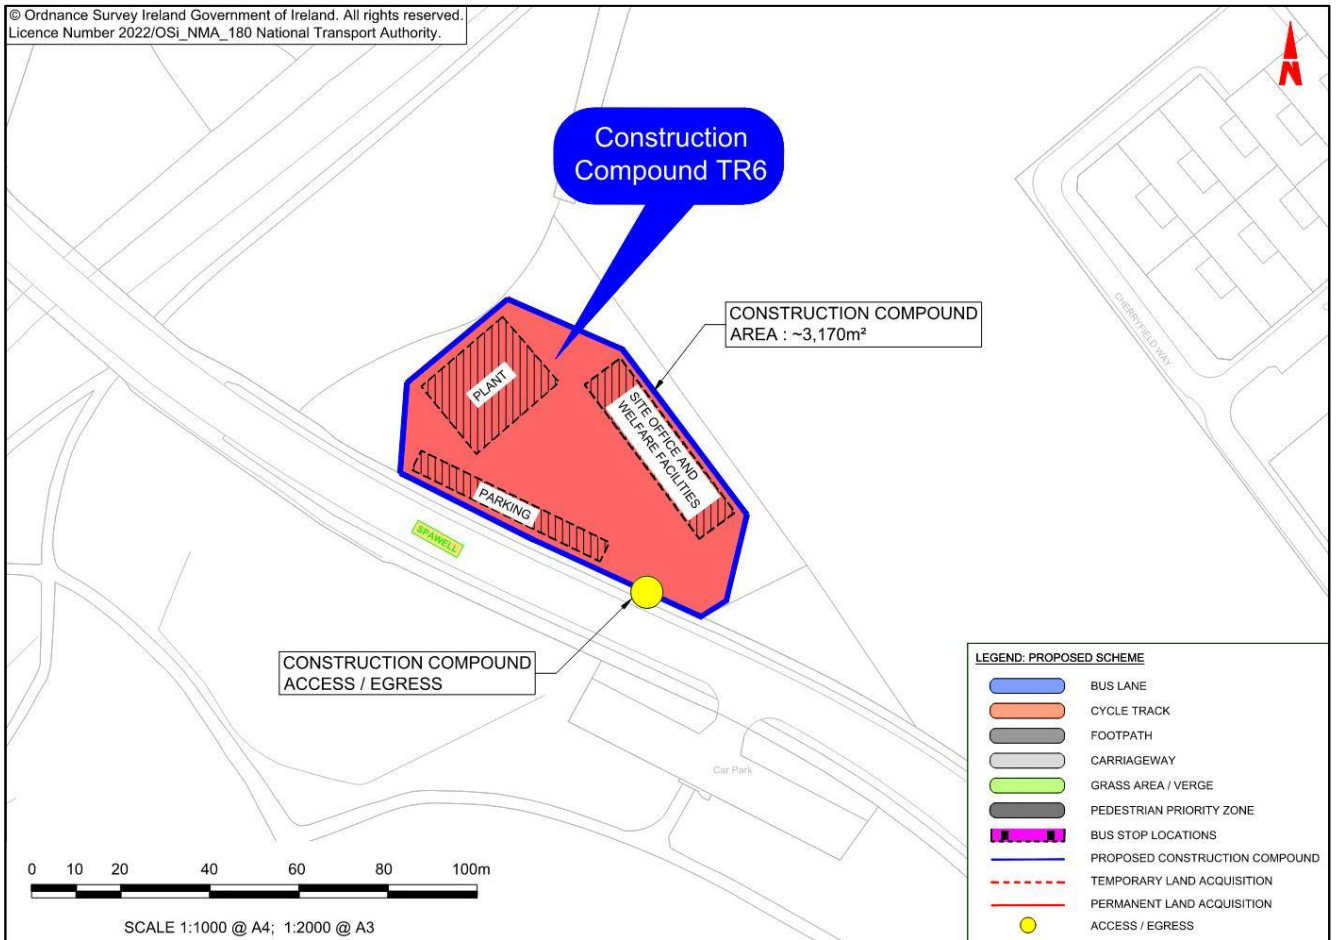 © Ordnance Survey Ireland Government of Ireland. All rights reserved.
Licence Number 2022/OSi_NMA_180 National Transport Authority.
N
Construction
Compound TR6
CONSTRUCTION COMPOUND
AREA : ~3,170m²
CHERRYFIELD WAY
PLANT
SITE OFFICE AND
WELFARE FACILITIES
PARKING
SPAWELL
CONSTRUCTION COMPOUND
ACCESS / EGRESS
Car Park
LEGEND: PROPOSED SCHEME
BUS LANE
CYCLE TRACK
FOOTPATH
CARRIAGEWAY
GRASS AREA / VERGE
PEDESTRIAN PRIORITY ZONE
BUS STOP LOCATIONS
PROPOSED CONSTRUCTION COMPOUND
TEMPORARY LAND ACQUISITION
PERMANENT LAND ACQUISITION
ACCESS / EGRESS
0 10 20 40 60 80 100m
SCALE 1:1000 @ A4; 1:2000 @ A3